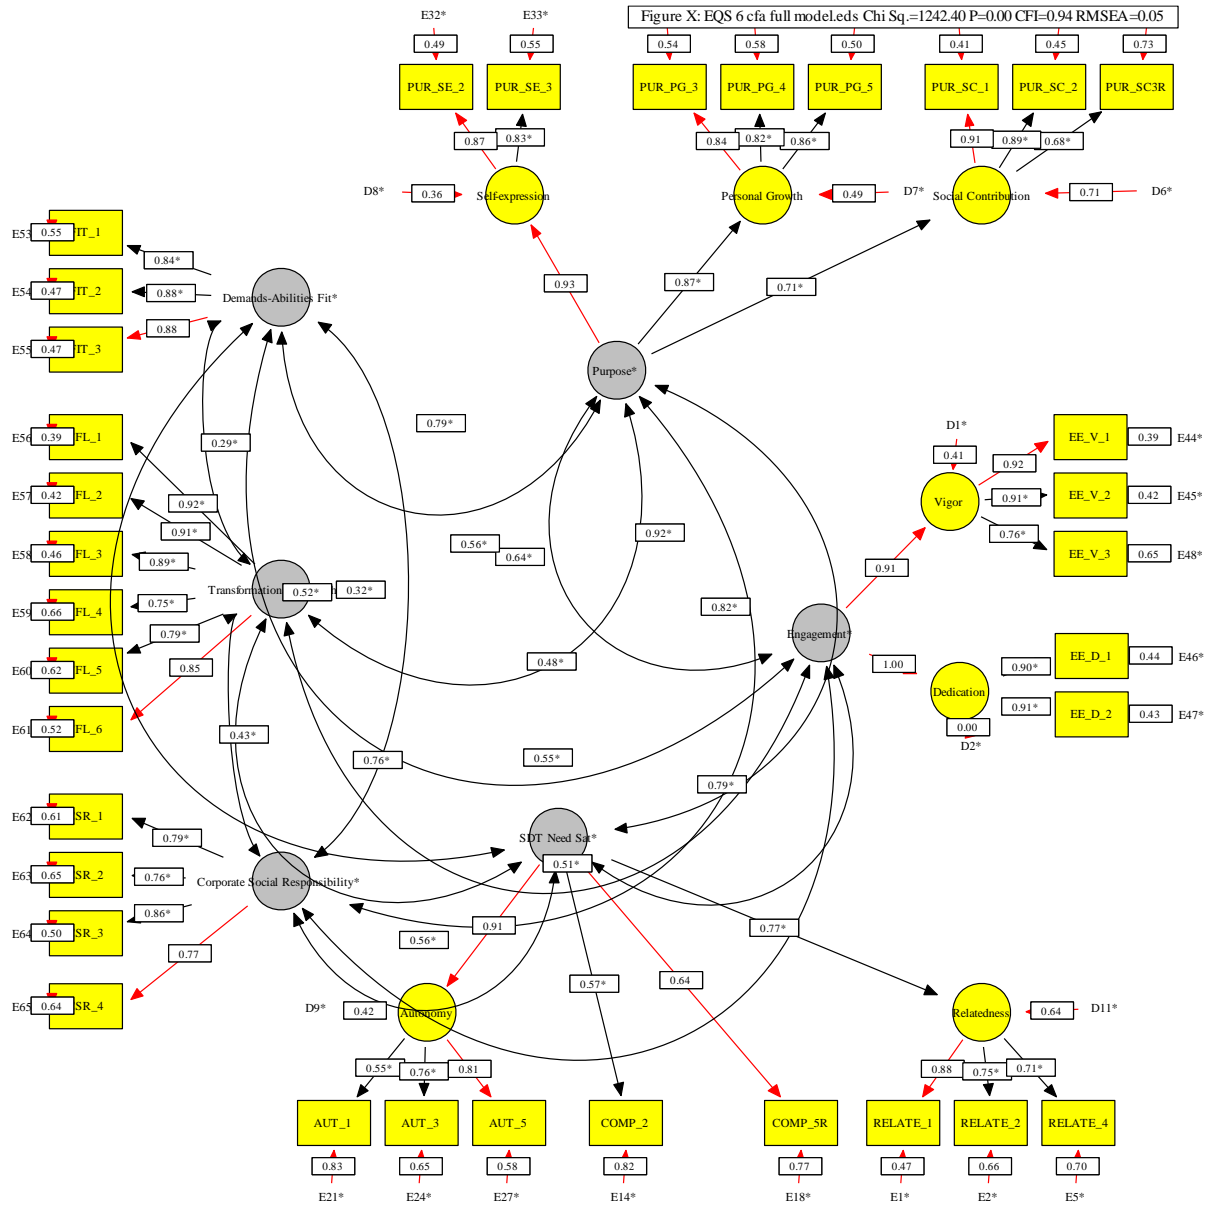 Figure X: EQS 6 cfa full model.eds Chi Sq.=1242.40 P=0.00 CFI=0.94 RMSEA=0.05
E32* E33*
0.49 0.55 0.54 0.58 0.50 0.41 0.45 0.73
PUR_SE_2 PUR_SE_3 PUR_PG_3 PUR_PG_4 PUR_PG_5 PUR_SC_1 PUR_SC_2 PUR_SC3R
0.87 0.83* 0.84 0.82* 0.86* 0.91 0.89* 0.68*
D8* 0.36 Self-expression Personal Growth 0.49 D7* Social Contribution 0.71 D6*
E53 0.55 FIT_1
0.84*
E54 0.47 FIT_2 0.88*
Demands-Abilities Fit*
0.93 0.87* 0.71*
E55 0.47 FIT_3 0.88
Purpose*
E56 0.39 FL_1
0.29* 0.79*
D1*
0.41 0.92 EE_V_1 0.39 E44*
E57 0.42 FL_2 0.92*
Vigor 0.91* EE_V_2 0.42 E45*
0.91* 0.92* 0.76*
E58 0.46 FL_3 0.89*
0.56* 0.64*
EE_V_3 0.65 E48*
0.91
E59 0.66 FL_4 0.75*
Transformation 0.52* 0.32*
0.82*
0.79*
Engagement*
E60 0.62 FL_5 0.85
0.48*
1.00 0.90* EE_D_1 0.44 E46*
Dedication
0.91* EE_D_2 0.43 E47*
0.00
D2*
E61 0.52 FL_6
0.43* 0.76* 0.55* 0.79*
E62 0.61 SR_1
0.79*
SDT Need Sat*
0.51*
E63 0.65 SR_2 0.76*
Corporate Social Responsibility*
E64 0.50 SR_3 0.86*
0.77 0.56* 0.91 0.77*
0.57* 0.64
E65 0.64 SR_4
D9* 0.42 Autonomy Relatedness 0.64 D11*
0.55* 0.76* 0.81 0.88 0.75* 0.71*
AUT_1 AUT_3 AUT_5 COMP_2 COMP_5R RELATE_1 RELATE_2 RELATE_4
0.83 0.65 0.58 0.82 0.77 0.47 0.66 0.70
E21* E24* E27* E14* E18* E1* E2* E5*